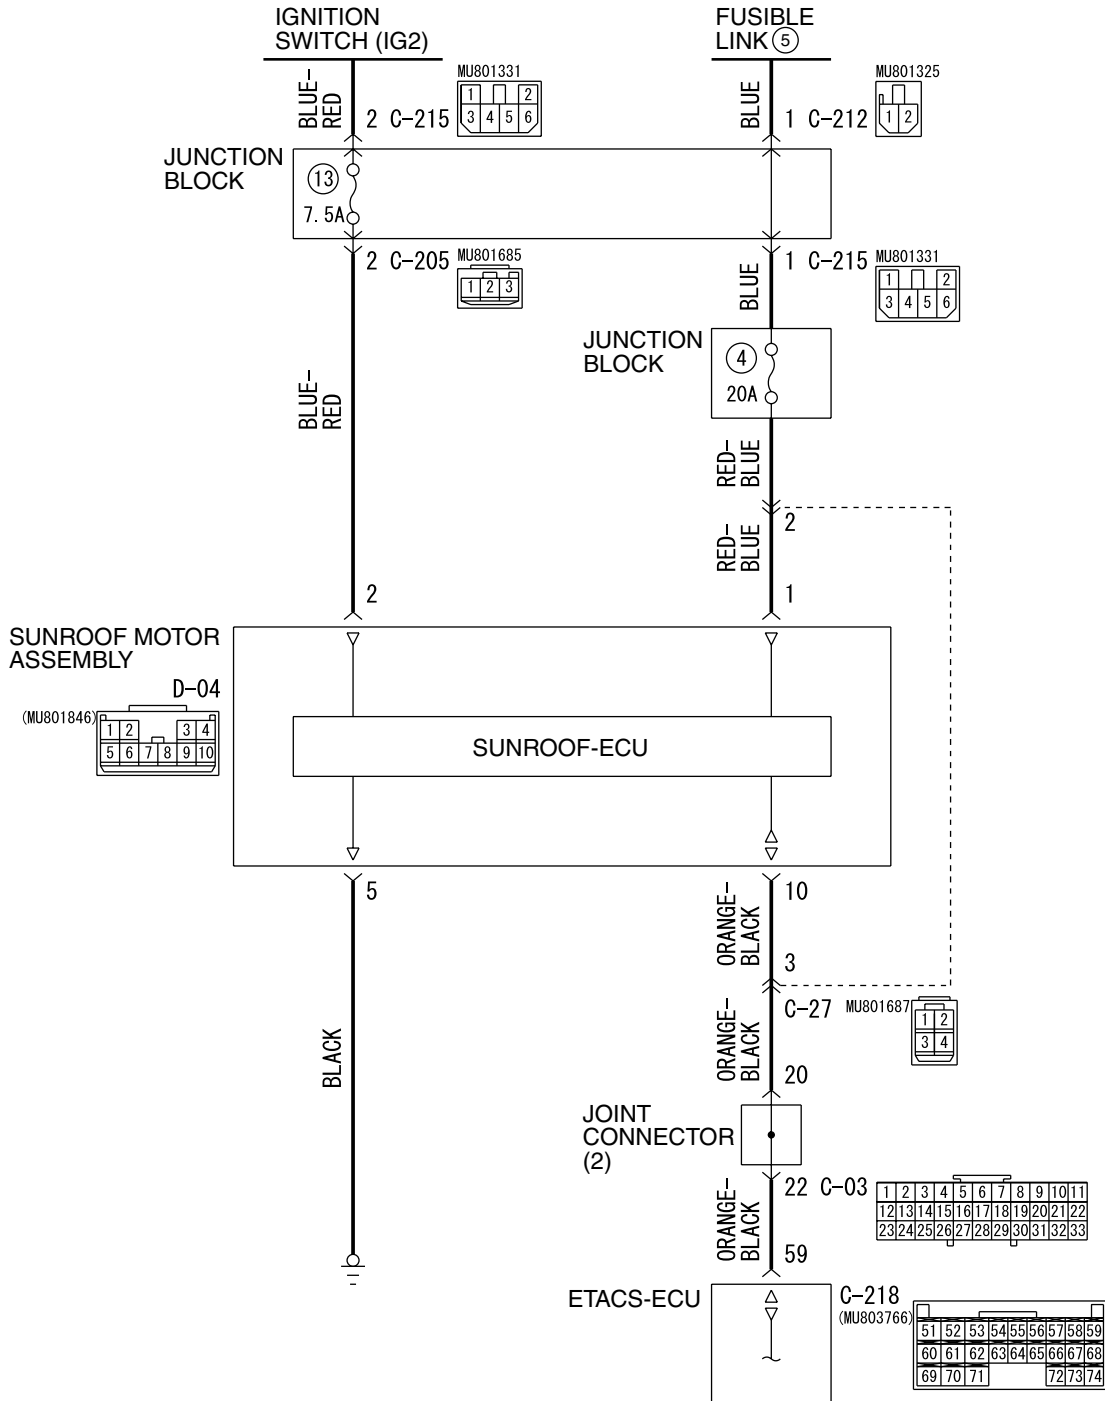 IGNITION
SWITCH (IG2)
FUSIBLE
LINK 5
BLUE-
RED
2 C-215
MU801331
1 2
3 4 5 6
BLUE
1 C-212
MU801325
1 2
JUNCTION
BLOCK
13
7.5A
2 C-205
MU801685
1 2 3
BLUE
1 C-215
MU801331
1 2
3 4 5 6
JUNCTION
BLOCK
4
20A
BLUE-
RED
RED-
BLUE
2
RED-
BLUE
2
1
SUNROOF MOTOR
ASSEMBLY
D-04
(MU801846)
1 2 3 4
5 6 7 8 9 10
SUNROOF-ECU
5
10
ORANGE-
BLACK
3
C-27
MU801687
1 2
3 4
BLACK
ORANGE-
BLACK
20
JOINT
CONNECTOR
(2)
22 C-03
1 2 3 4 5 6 7 8 9 10 11
12 13 14 15 16 17 18 19 20 21 22
23 24 25 26 27 28 29 30 31 32 33
ORANGE-
BLACK
59
ETACS-ECU
C-218
(MU803766)
51 52 53 54 55 56 57 58 59
60 61 62 63 64 65 66 67 68
69 70 71 72 73 74